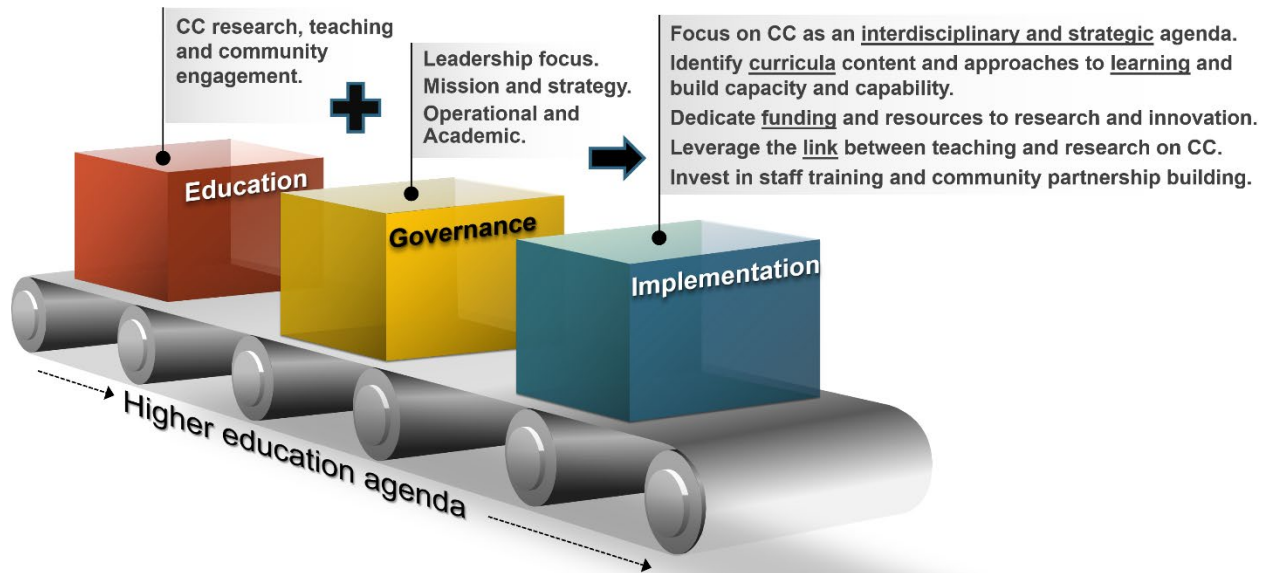 CC research, teaching
and community
engagement.
Leadership focus.
Mission and strategy.
Operational and
Academic.
Focus on CC as an interdisciplinary and strategic agenda.
Identify curricula content and approaches to learning and
build capacity and capability.
Dedicate funding and resources to research and innovation.
Leverage the link between teaching and research on CC.
Invest in staff training and community partnership building.
Education
Governance
Implementation
Higher education agenda